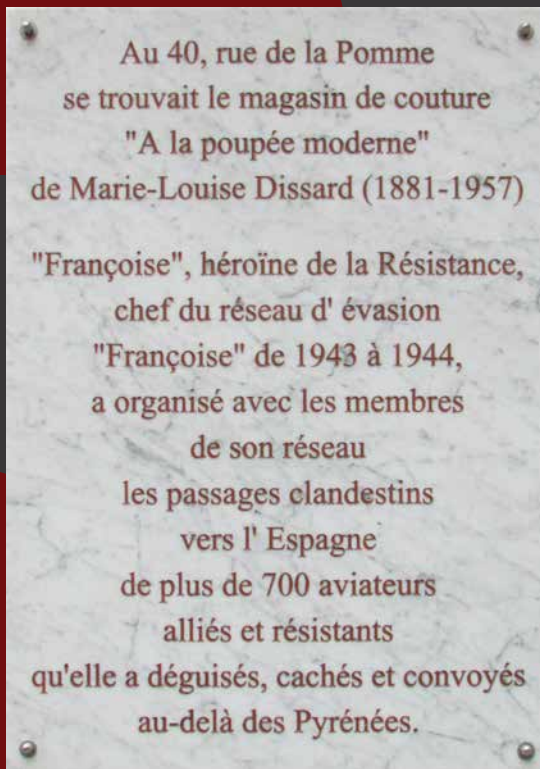 Au 40, rue de la Pomme
se trouvait le magasin de couture
"A la poupée moderne"
de Marie-Louise Dissard (1881-1957)
"Françoise", héroïne de la Résistance,
chef du réseau d' évasion
"Françoise" de 1943 à 1944,
a organisé avec les membres
de son réseau
les passages clandestins
vers l' Espagne
de plus de 700 aviateurs
alliés et résistants
qu'elle a déguisés, cachés et convoyés
au-delà des Pyrénées.